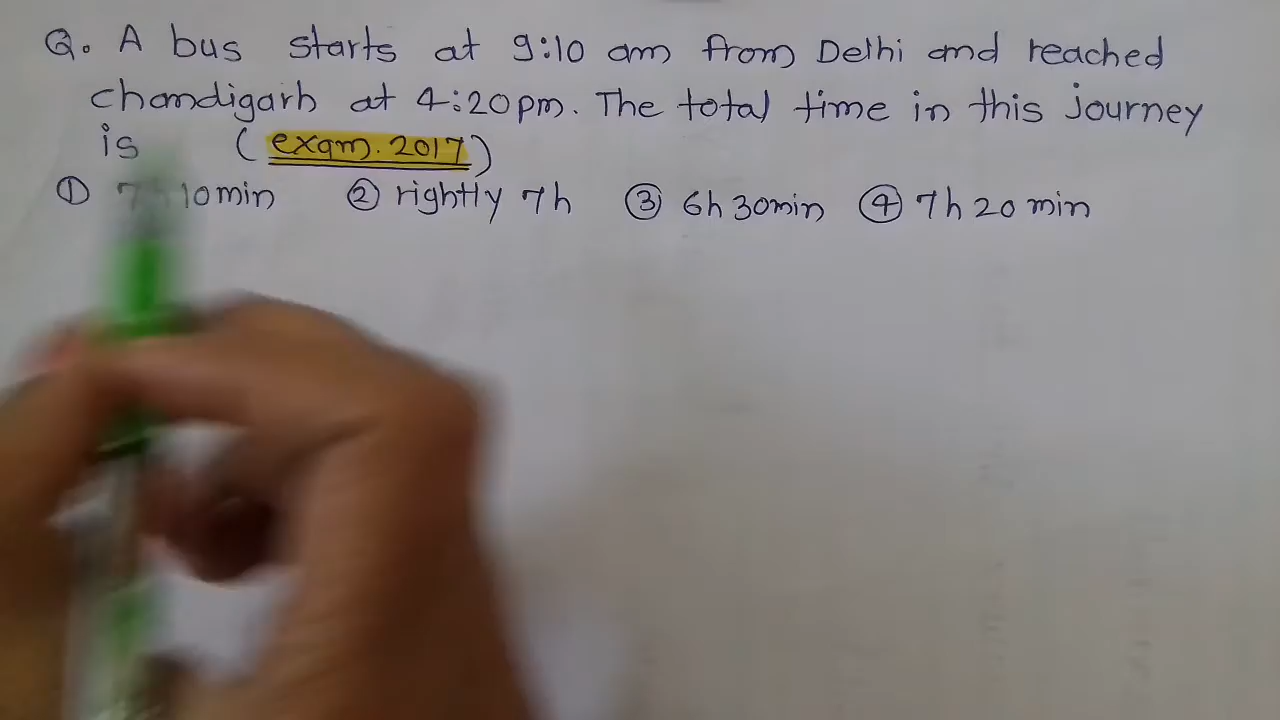 Q. A bus starts at 9:10 am from Delhi and reached
chandigarh at 4:20pm. The total time in this journey
is (exam. 2017)
① 7h 10min ② rightly 7h ③ 6h 30min ④ 7h 20 min